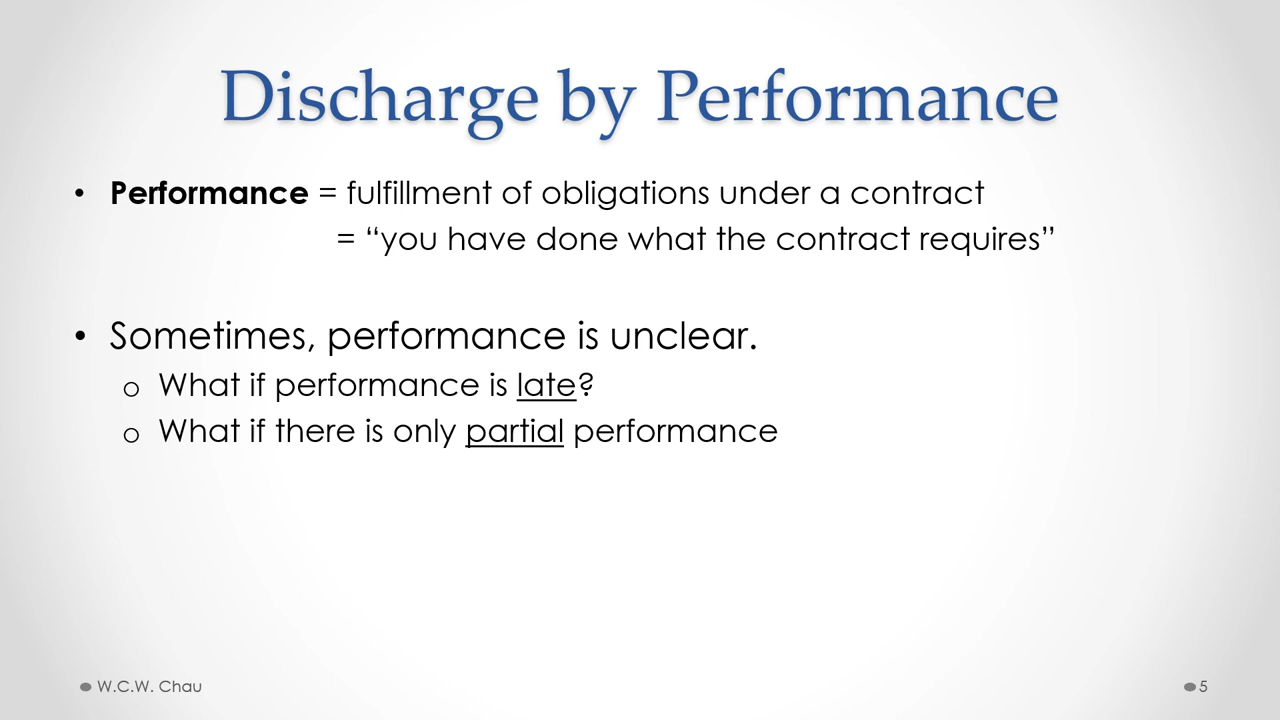 Discharge by Performance
• Performance = fulfillment of obligations under a contract
= “you have done what the contract requires”
• Sometimes, performance is unclear.
o What if performance is late?
o What if there is only partial performance
W.C.W. Chau
5